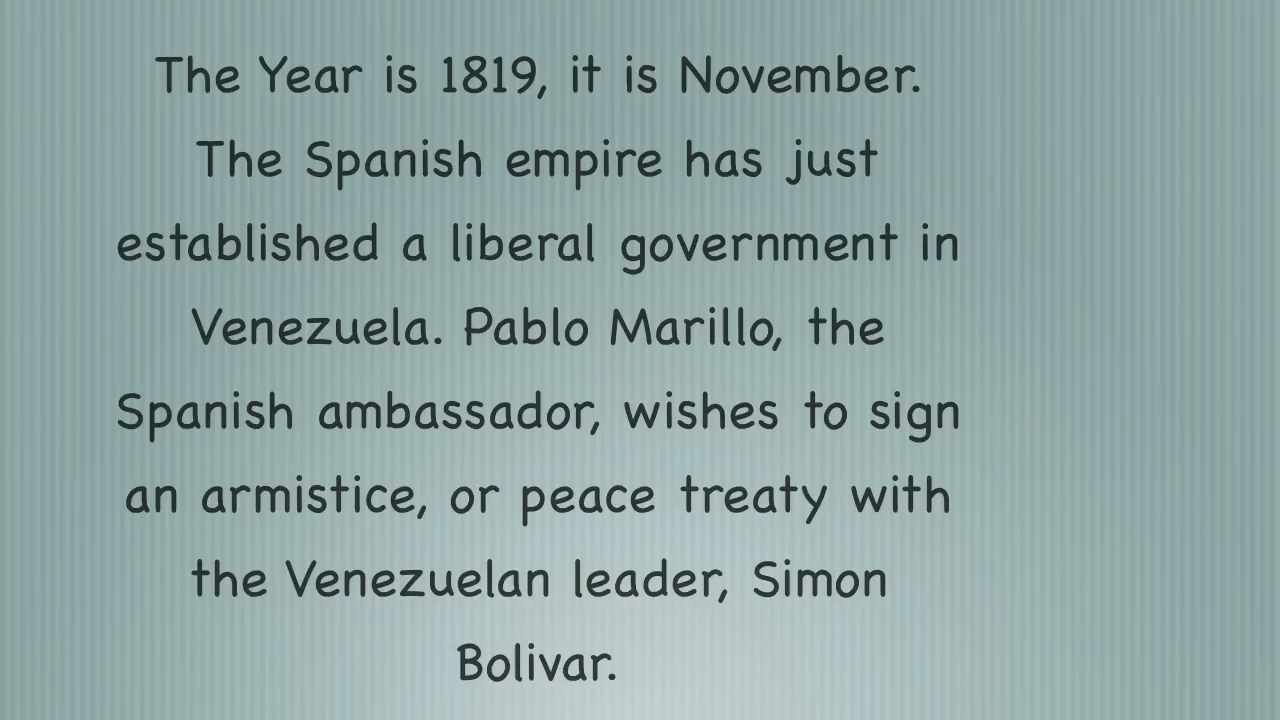 The Year is 1819, it is November.
The Spanish empire has just
established a liberal government in
Venezuela. Pablo Marillo, the
Spanish ambassador, wishes to sign
an armistice, or peace treaty with
the Venezuelan leader, Simon
Bolivar.